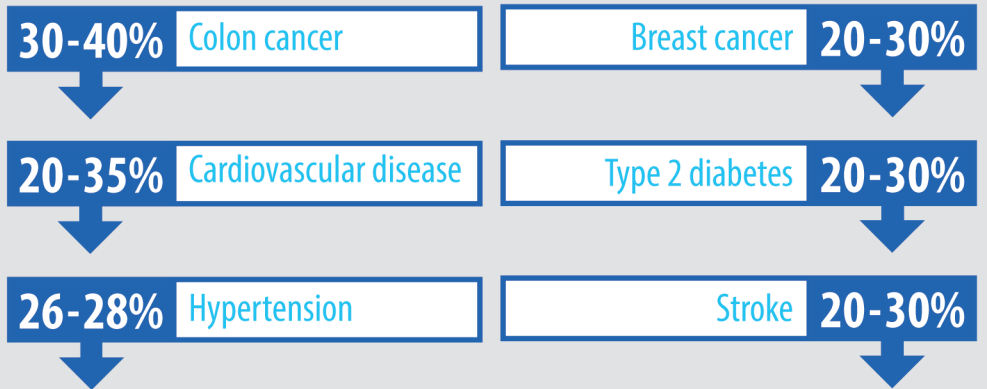 30-40% Colon cancer
Breast cancer 20-30%
20-35% Cardiovascular disease
Type 2 diabetes 20-30%
26-28% Hypertension
Stroke 20-30%